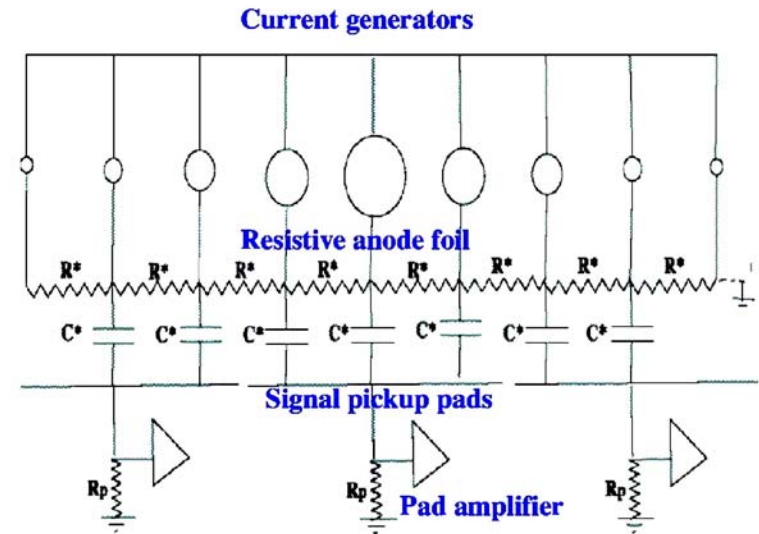 Current generators
Resistive anode foil
R* R* R* R* R* R* R* R*
C* C* C* C* C* C* C*
Signal pickup pads
Rp Rp Rp
Pad amplifier